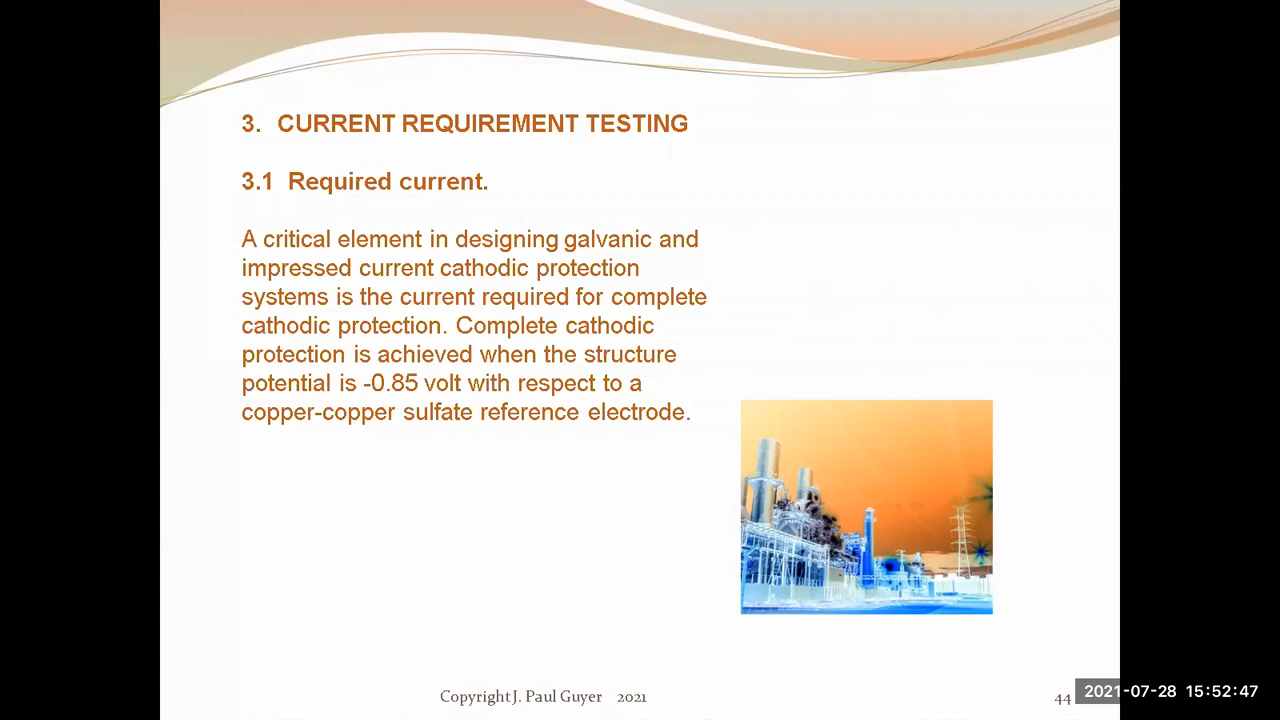 3. CURRENT REQUIREMENT TESTING
3.1 Required current.
A critical element in designing galvanic and
impressed current cathodic protection
systems is the current required for complete
cathodic protection. Complete cathodic
protection is achieved when the structure
potential is -0.85 volt with respect to a
copper-copper sulfate reference electrode.
Copyright J. Paul Guyer 2021
44
2021-07-28 15:52:47